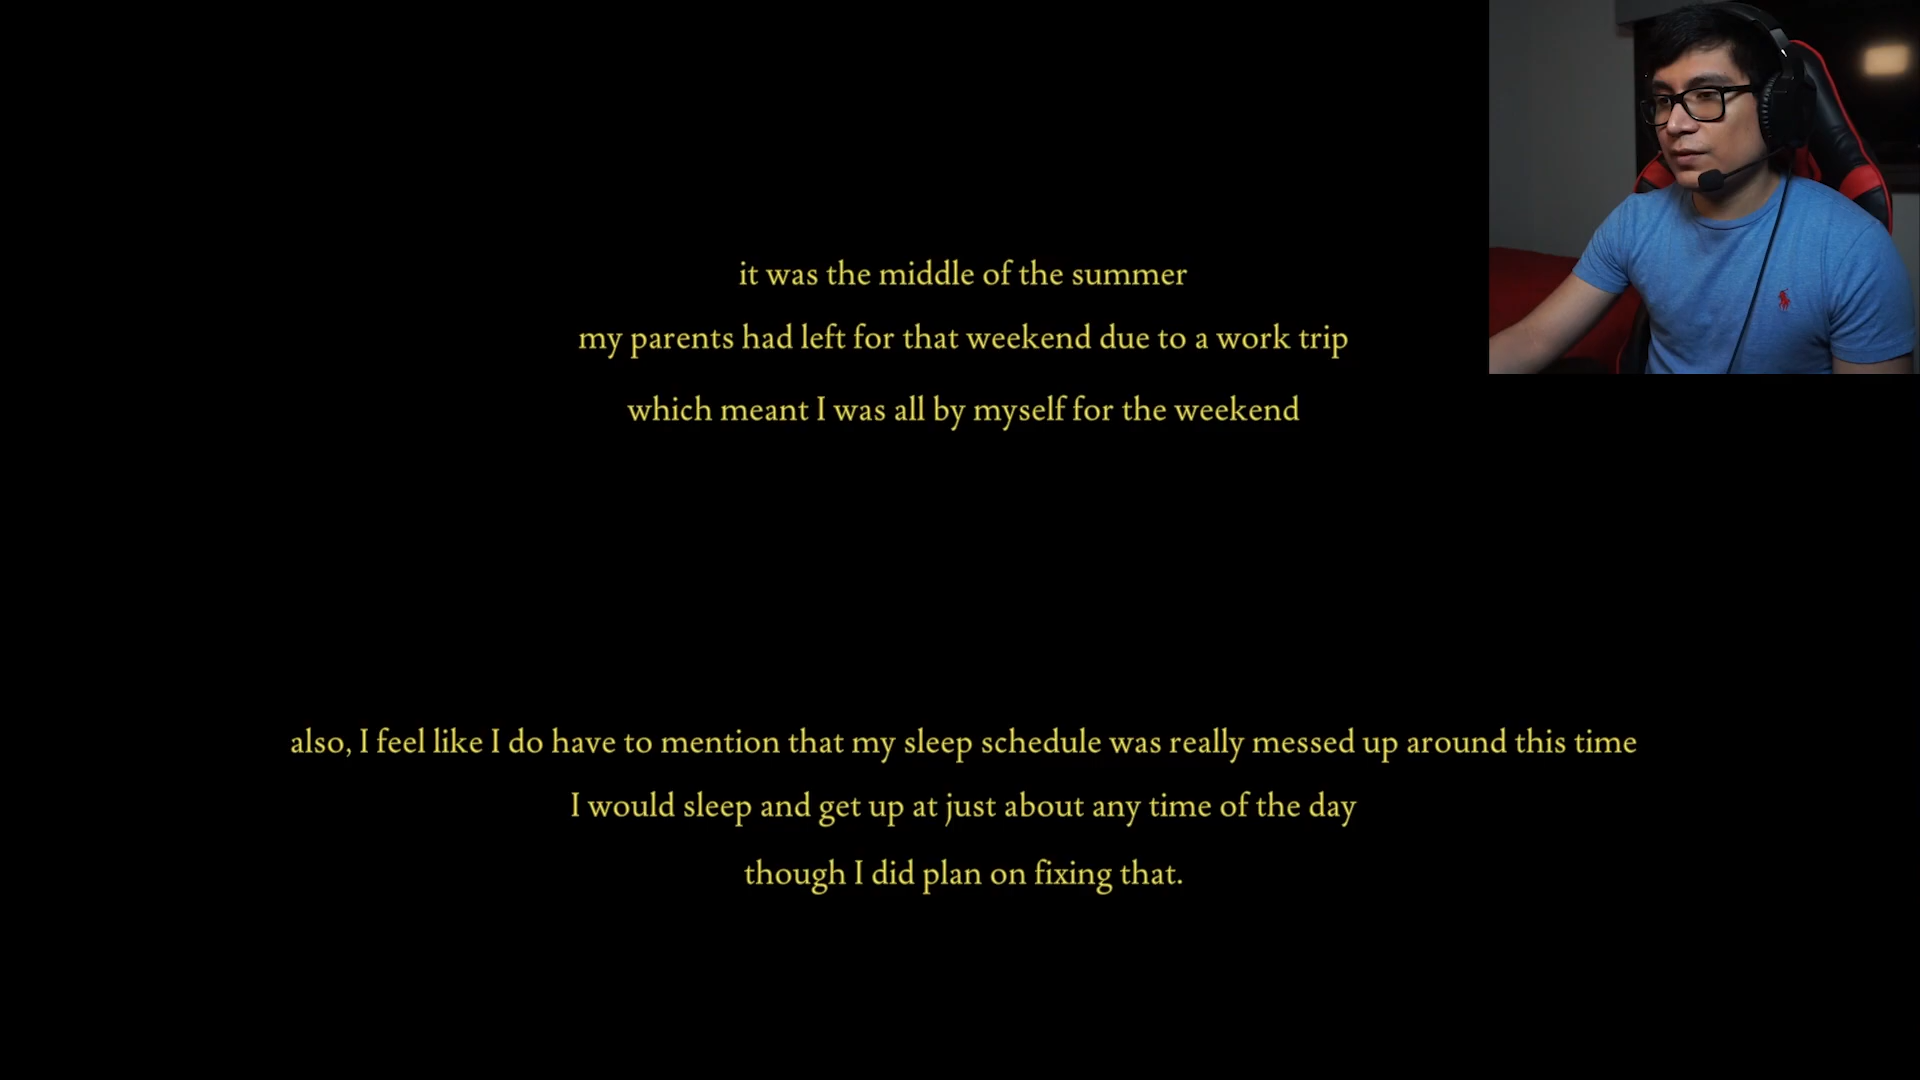 it was the middle of the summer
my parents had left for that weekend due to a work trip
which meant I was all by myself for the weekend
also, I feel like I do have to mention that my sleep schedule was really messed up around this time
I would sleep and get up at just about any time of the day
though I did plan on fixing that.